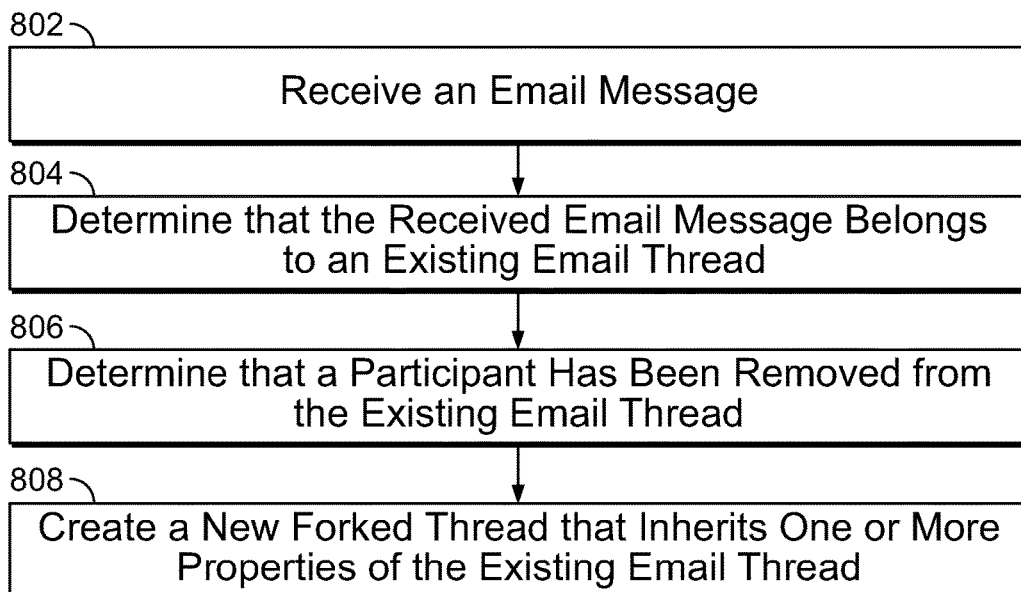 802
Receive an Email Message
804
Determine that the Received Email Message Belongs
to an Existing Email Thread
806
Determine that a Participant Has Been Removed from
the Existing Email Thread
808
Create a New Forked Thread that Inherits One or More
Properties of the Existing Email Thread